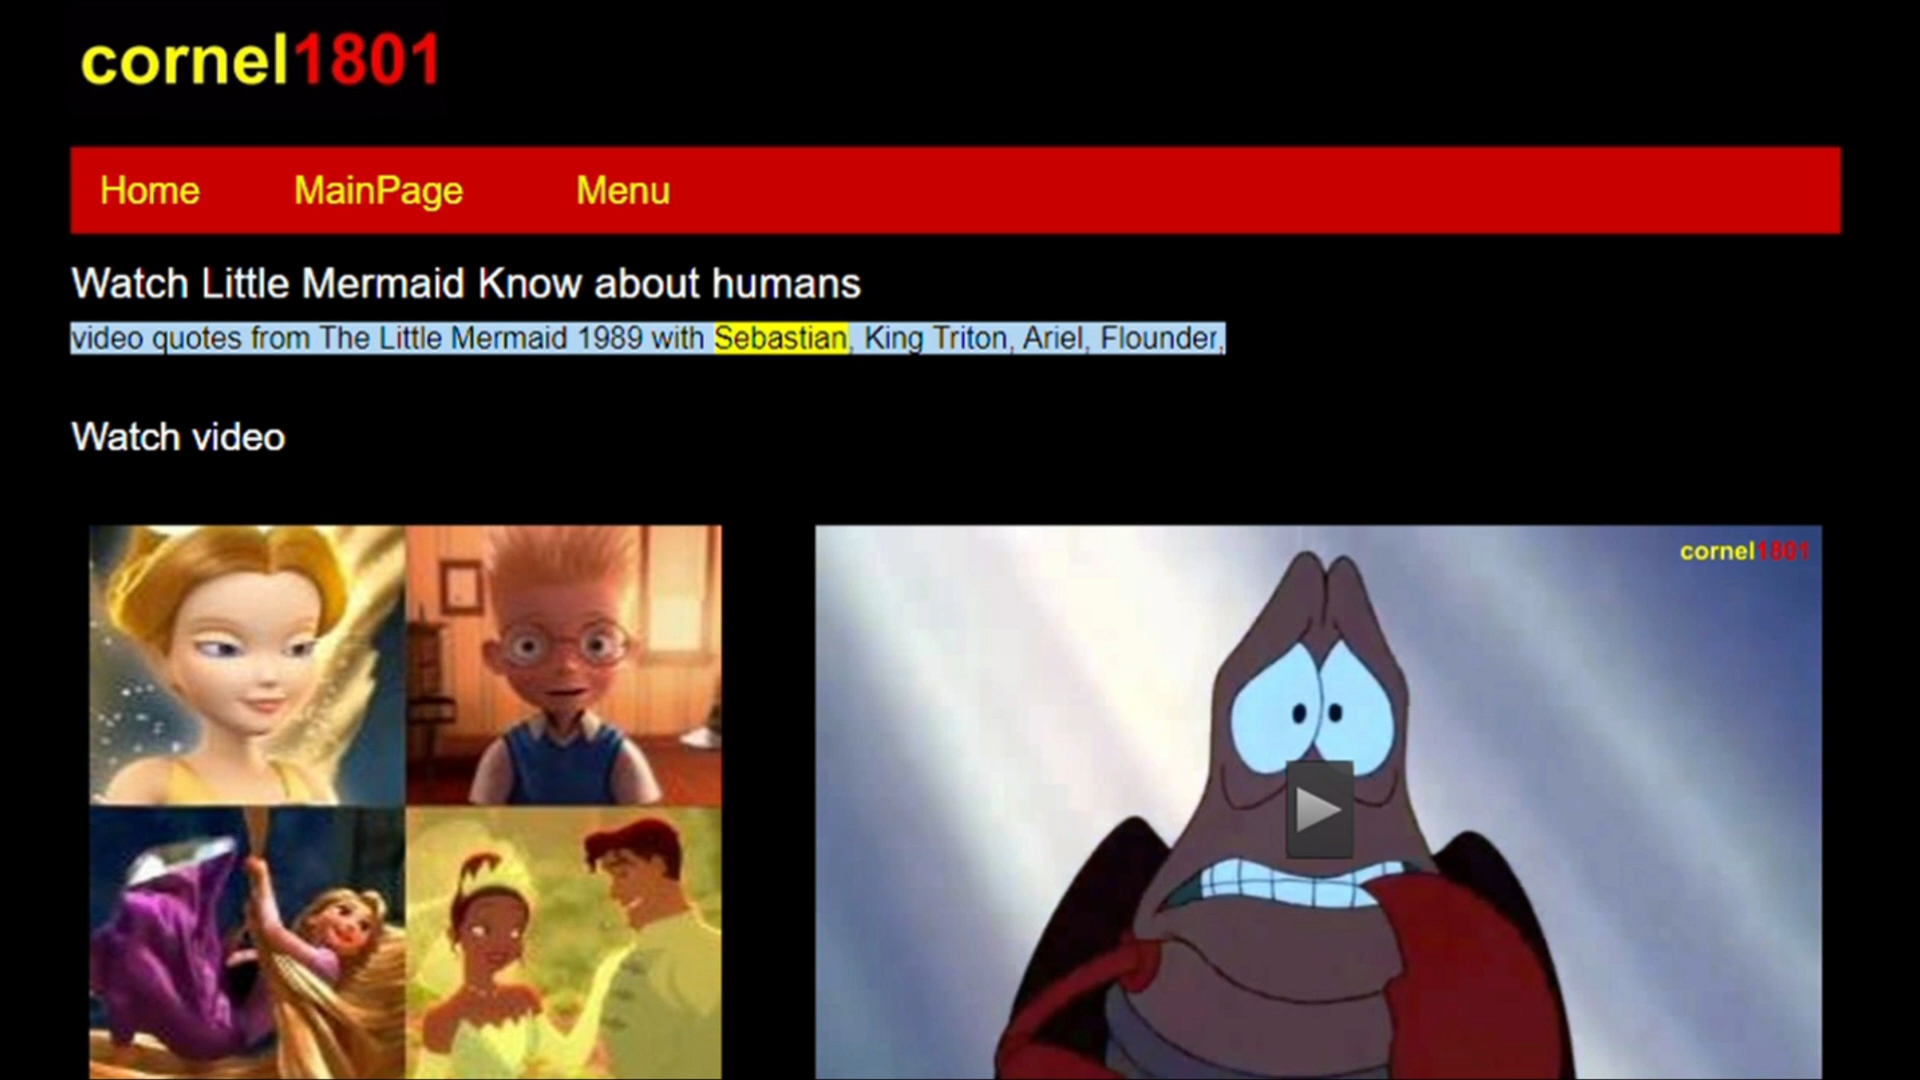 cornel1801
Home MainPage Menu
Watch Little Mermaid Know about humans
video quotes from The Little Mermaid 1989 with Sebastian, King Triton, Ariel, Flounder,
Watch video
cornel1801